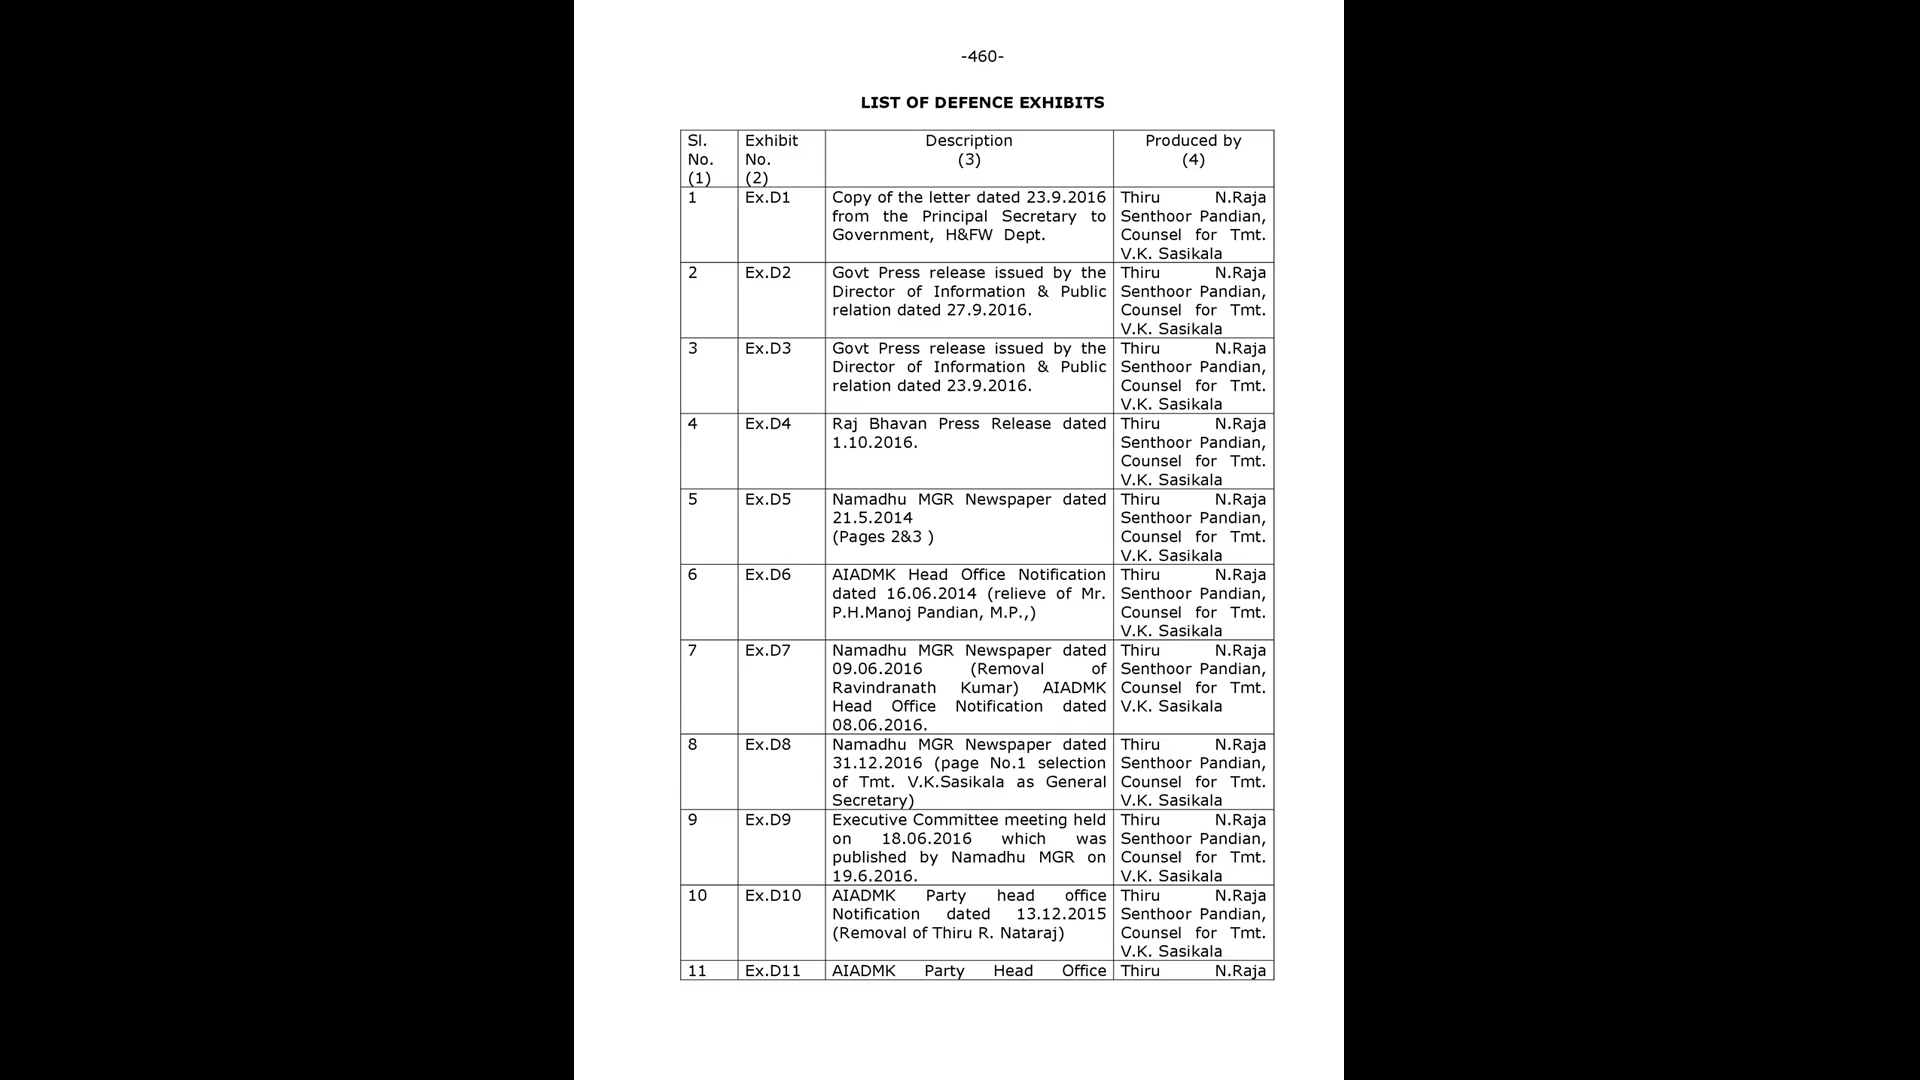 -460-
LIST OF DEFENCE EXHIBITS
Sl. No. (1) Exhibit No. (2) Description (3) Produced by (4)
1 Ex.D1 Copy of the letter dated 23.9.2016 from the Principal Secretary to Government, H&FW Dept. Thiru N.Raja Senthoor Pandian, Counsel for Tmt. V.K. Sasikala
2 Ex.D2 Govt Press release issued by the Director of Information & Public relation dated 27.9.2016. Thiru N.Raja Senthoor Pandian, Counsel for Tmt. V.K. Sasikala
3 Ex.D3 Govt Press release issued by the Director of Information & Public relation dated 23.9.2016. Thiru N.Raja Senthoor Pandian, Counsel for Tmt. V.K. Sasikala
4 Ex.D4 Raj Bhavan Press Release dated 1.10.2016. Thiru N.Raja Senthoor Pandian, Counsel for Tmt. V.K. Sasikala
5 Ex.D5 Namadhu MGR Newspaper dated 21.5.2014 (Pages 2&3 ) Thiru N.Raja Senthoor Pandian, Counsel for Tmt. V.K. Sasikala
6 Ex.D6 AIADMK Head Office Notification dated 16.06.2014 (relieve of Mr. P.H.Manoj Pandian, M.P.,) Thiru N.Raja Senthoor Pandian, Counsel for Tmt. V.K. Sasikala
7 Ex.D7 Namadhu MGR Newspaper dated 09.06.2016 (Removal of Ravindranath Kumar) AIADMK Head Office Notification dated 08.06.2016. Thiru N.Raja Senthoor Pandian, Counsel for Tmt. V.K. Sasikala
8 Ex.D8 Namadhu MGR Newspaper dated 31.12.2016 (page No.1 selection of Tmt. V.K.Sasikala as General Secretary) Thiru N.Raja Senthoor Pandian, Counsel for Tmt. V.K. Sasikala
9 Ex.D9 Executive Committee meeting held on 18.06.2016 which was published by Namadhu MGR on 19.6.2016. Thiru N.Raja Senthoor Pandian, Counsel for Tmt. V.K. Sasikala
10 Ex.D10 AIADMK Party head office Notification dated 13.12.2015 (Removal of Thiru R. Nataraj) Thiru N.Raja Senthoor Pandian, Counsel for Tmt. V.K. Sasikala
11 Ex.D11 AIADMK Party Head Office Thiru N.Raja